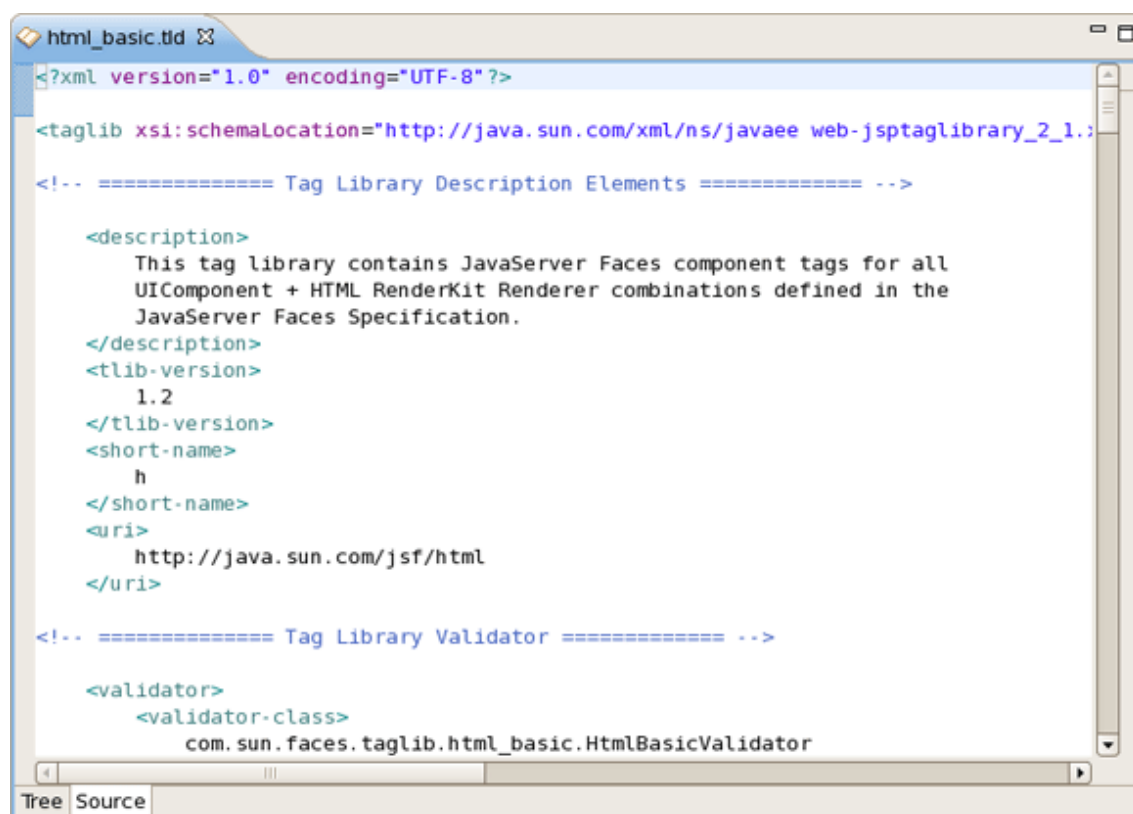 html_basic.tld
<?xml version="1.0" encoding="UTF-8"?>
<taglib xsi:schemaLocation="http://java.sun.com/xml/ns/javaee web-jsptaglibrary_2_1.
<!-- ============== Tag Library Description Elements ============= -->
<description>
This tag library contains JavaServer Faces component tags for all
UIComponent + HTML RenderKit Renderer combinations defined in the
JavaServer Faces Specification.
</description>
<tlib-version>
1.2
</tlib-version>
<short-name>
h
</short-name>
<uri>
http://java.sun.com/jsf/html
</uri>
<!-- ============== Tag Library Validator ============= -->
<validator>
<validator-class>
com.sun.faces.taglib.html_basic.HtmlBasicValidator
Tree Source